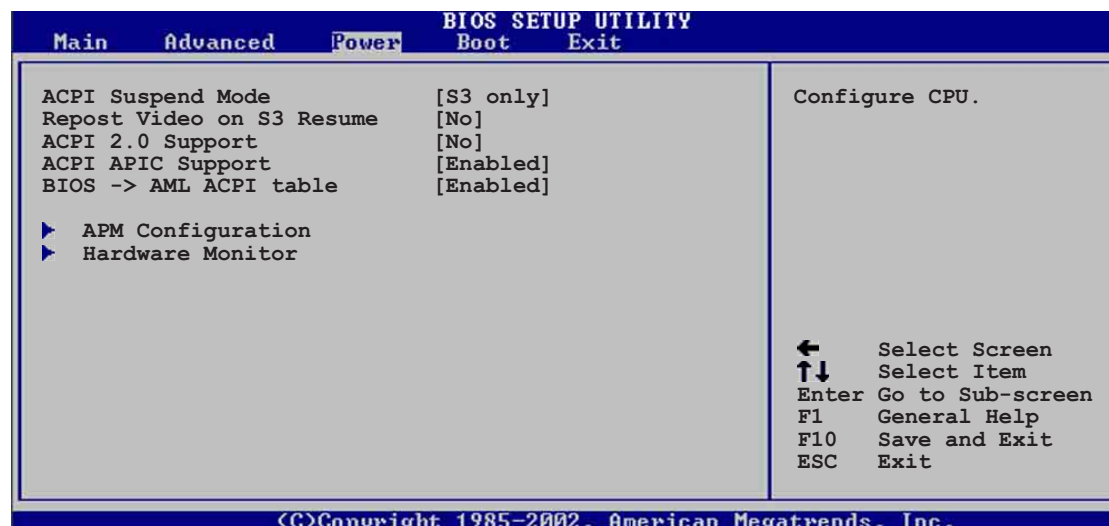 BIOS SETUP UTILITY
Main Advanced Power Boot Exit
ACPI Suspend Mode [S3 only]
Repost Video on S3 Resume [No]
ACPI 2.0 Support [No]
ACPI APIC Support [Enabled]
BIOS -> AML ACPI table [Enabled]
APM Configuration
Hardware Monitor
Configure CPU.
← Select Screen
↑↓ Select Item
Enter Go to Sub-screen
F1 General Help
F10 Save and Exit
ESC Exit
(C)Copyright 1985-2002, American Megatrends, Inc.